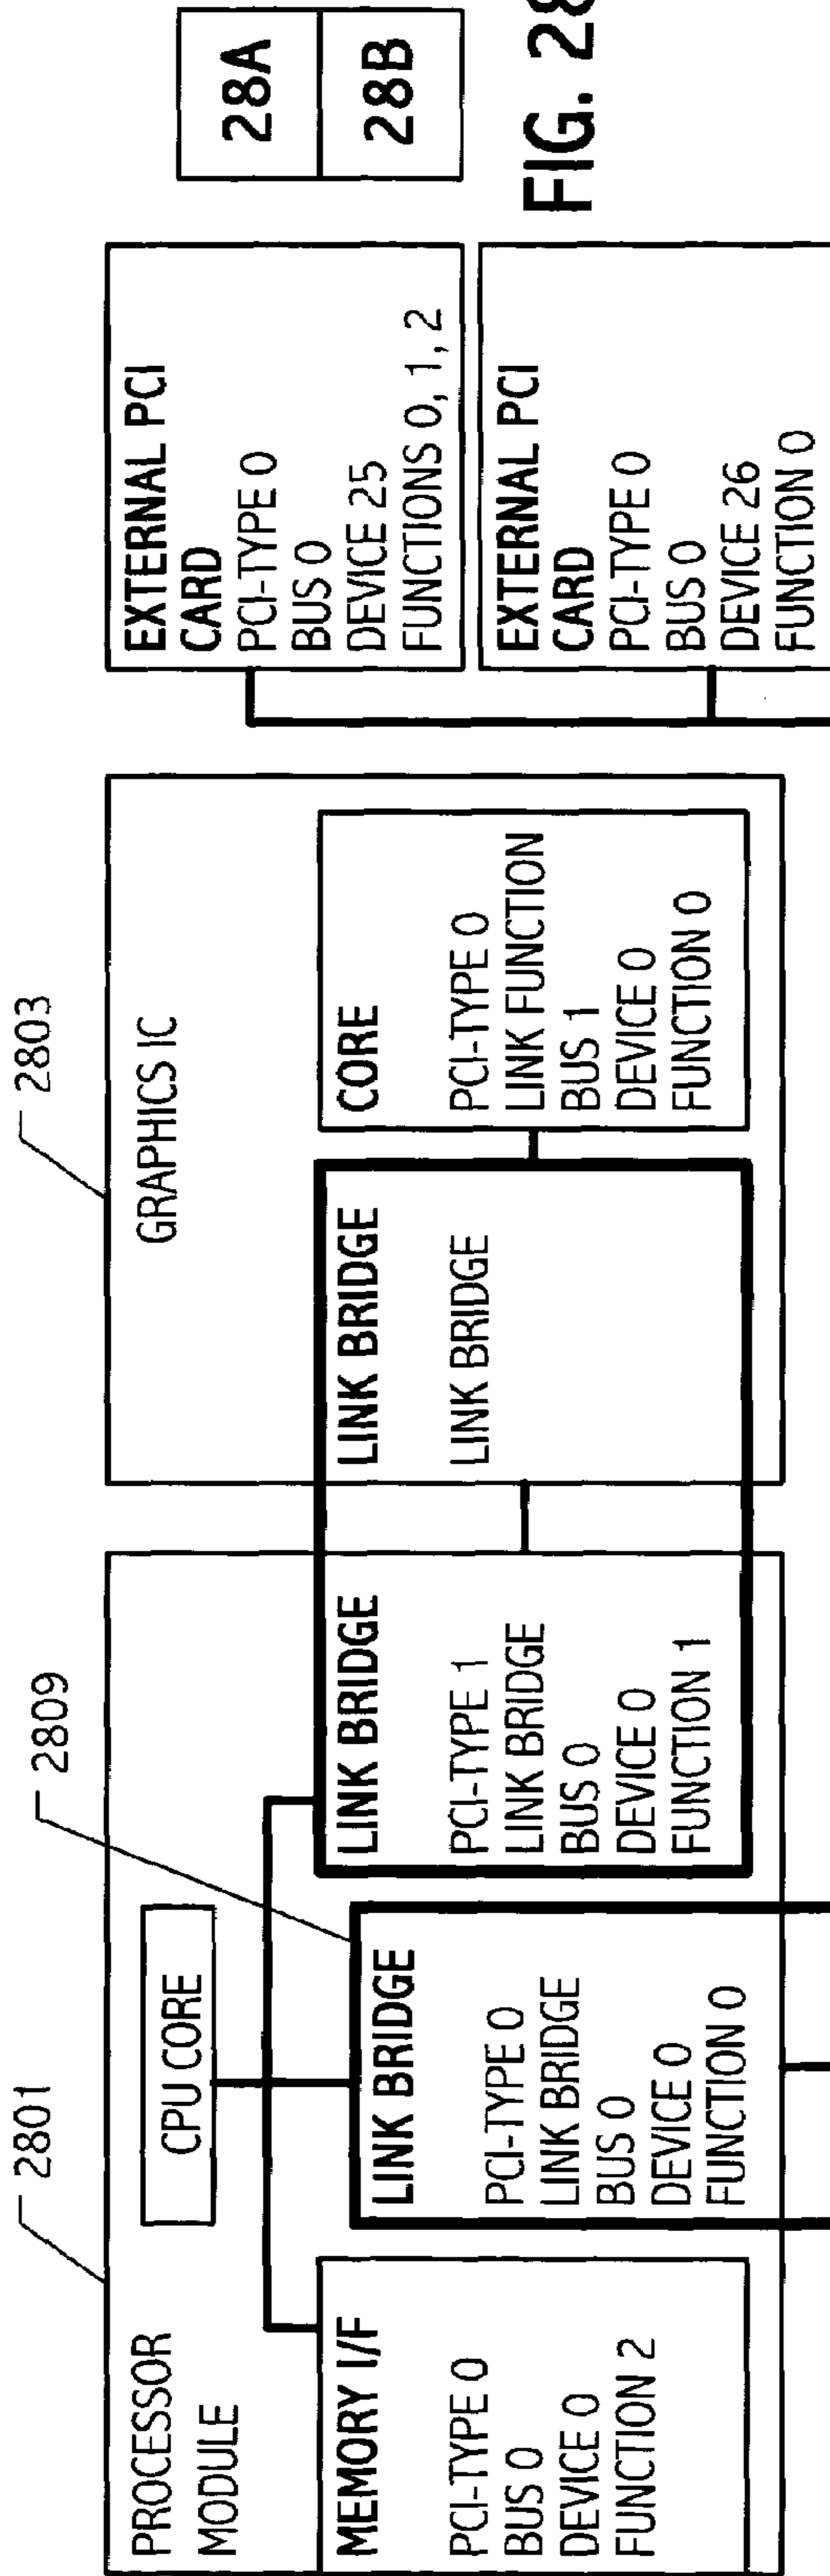 2801
2809
2803
PROCESSOR
MODULE
CPU CORE
MEMORY I/F
PCI-TYPE 0
BUS 0
DEVICE 0
FUNCTION 2
LINK BRIDGE
PCI-TYPE 0
LINK BRIDGE
BUS 0
DEVICE 0
FUNCTION 0
LINK BRIDGE
PCI-TYPE 1
LINK BRIDGE
BUS 0
DEVICE 0
FUNCTION 1
GRAPHICS IC
LINK BRIDGE
LINK BRIDGE
CORE
PCI-TYPE 0
LINK FUNCTION
BUS 1
DEVICE 0
FUNCTION 0
EXTERNAL PCI
CARD
PCI-TYPE 0
BUS 0
DEVICE 25
FUNCTIONS 0, 1, 2
EXTERNAL PCI
CARD
PCI-TYPE 0
BUS 0
DEVICE 26
FUNCTION 0
28A
28B
FIG. 28